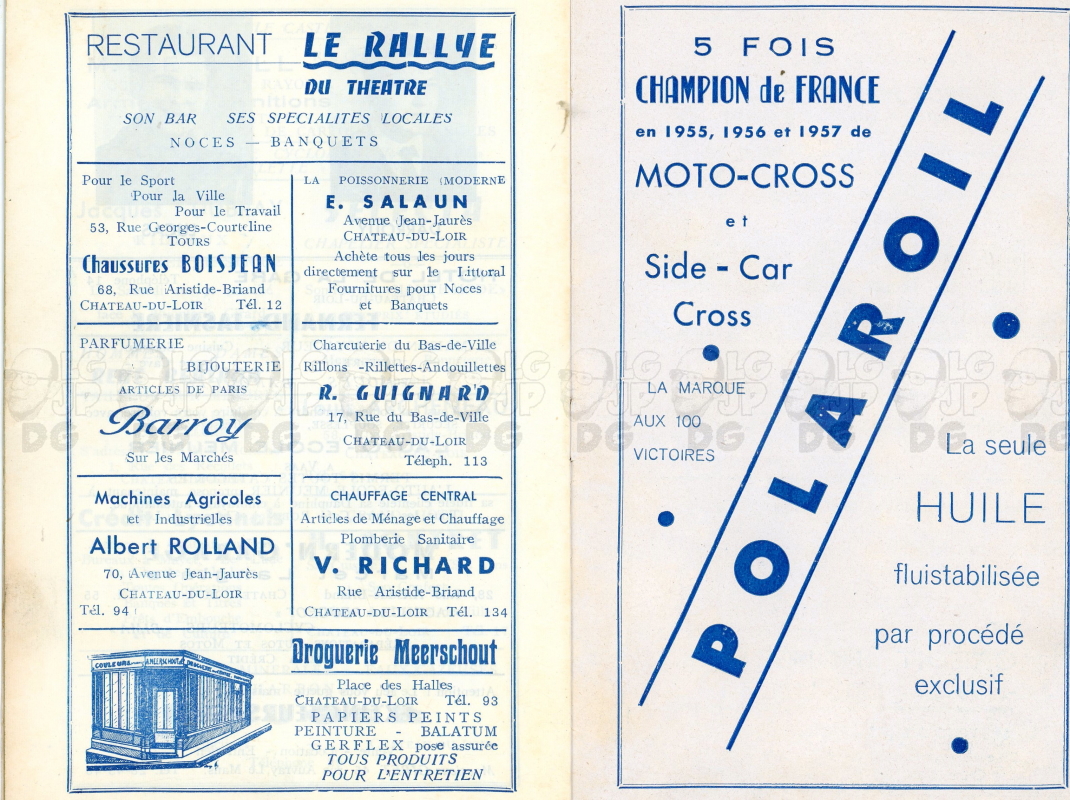 RESTAURANT LE RALLYE
DU THEATRE
SON BAR SES SPECIALITES LOCALES
NOCES — BANQUETS
Pour le Sport
Pour la Ville
Pour le Travail
53, Rue Georges-Courteline
TOURS
Chaussures BOISJEAN
68, Rue Aristide-Briand
CHATEAU-DU-LOIR Tél. 12
LA POISSONNERIE MODERNE
E. SALAUN
Avenue Jean-Jaurès
CHATEAU-DU-LOIR
Achète tous les jours
directement sur le Littoral
Fournitures pour Noces
et Banquets
PARFUMERIE
BIJOUTERIE
ARTICLES DE PARIS
Barroy
Sur les Marchés
Charcuterie du Bas-de-Ville
Rillons -Rillettes-Andouillettes
R. GUIGNARD
17, Rue du Bas-de-Ville
CHATEAU-DU-LOIR
Téleph. 113
Machines Agricoles
et Industrielles
Albert ROLLAND
70, Avenue Jean-Jaurès
CHATEAU-DU-LOIR
Tél. 94
CHAUFFAGE CENTRAL
Articles de Ménage et Chauffage
Plomberie Sanitaire
V. RICHARD
Rue Aristide-Briand
CHATEAU-DU-LOIR Tél. 134
COULEURS A. MEERSCHOUT DROGUERIE
Droguerie Meerschout
Place des Halles
CHATEAU-DU-LOIR Tél. 93
PAPIERS PEINTS
PEINTURE - BALATUM
GERFLEX pose assurée
TOUS PRODUITS
POUR L'ENTRETIEN
5 FOIS
CHAMPION de FRANCE
en 1955, 1956 et 1957 de
MOTO-CROSS
et
Side - Car
Cross
LA MARQUE
AUX 100
VICTOIRES
POLAROIL
La seule
HUILE
fluistabilisée
par procédé
exclusif
LG JP DG